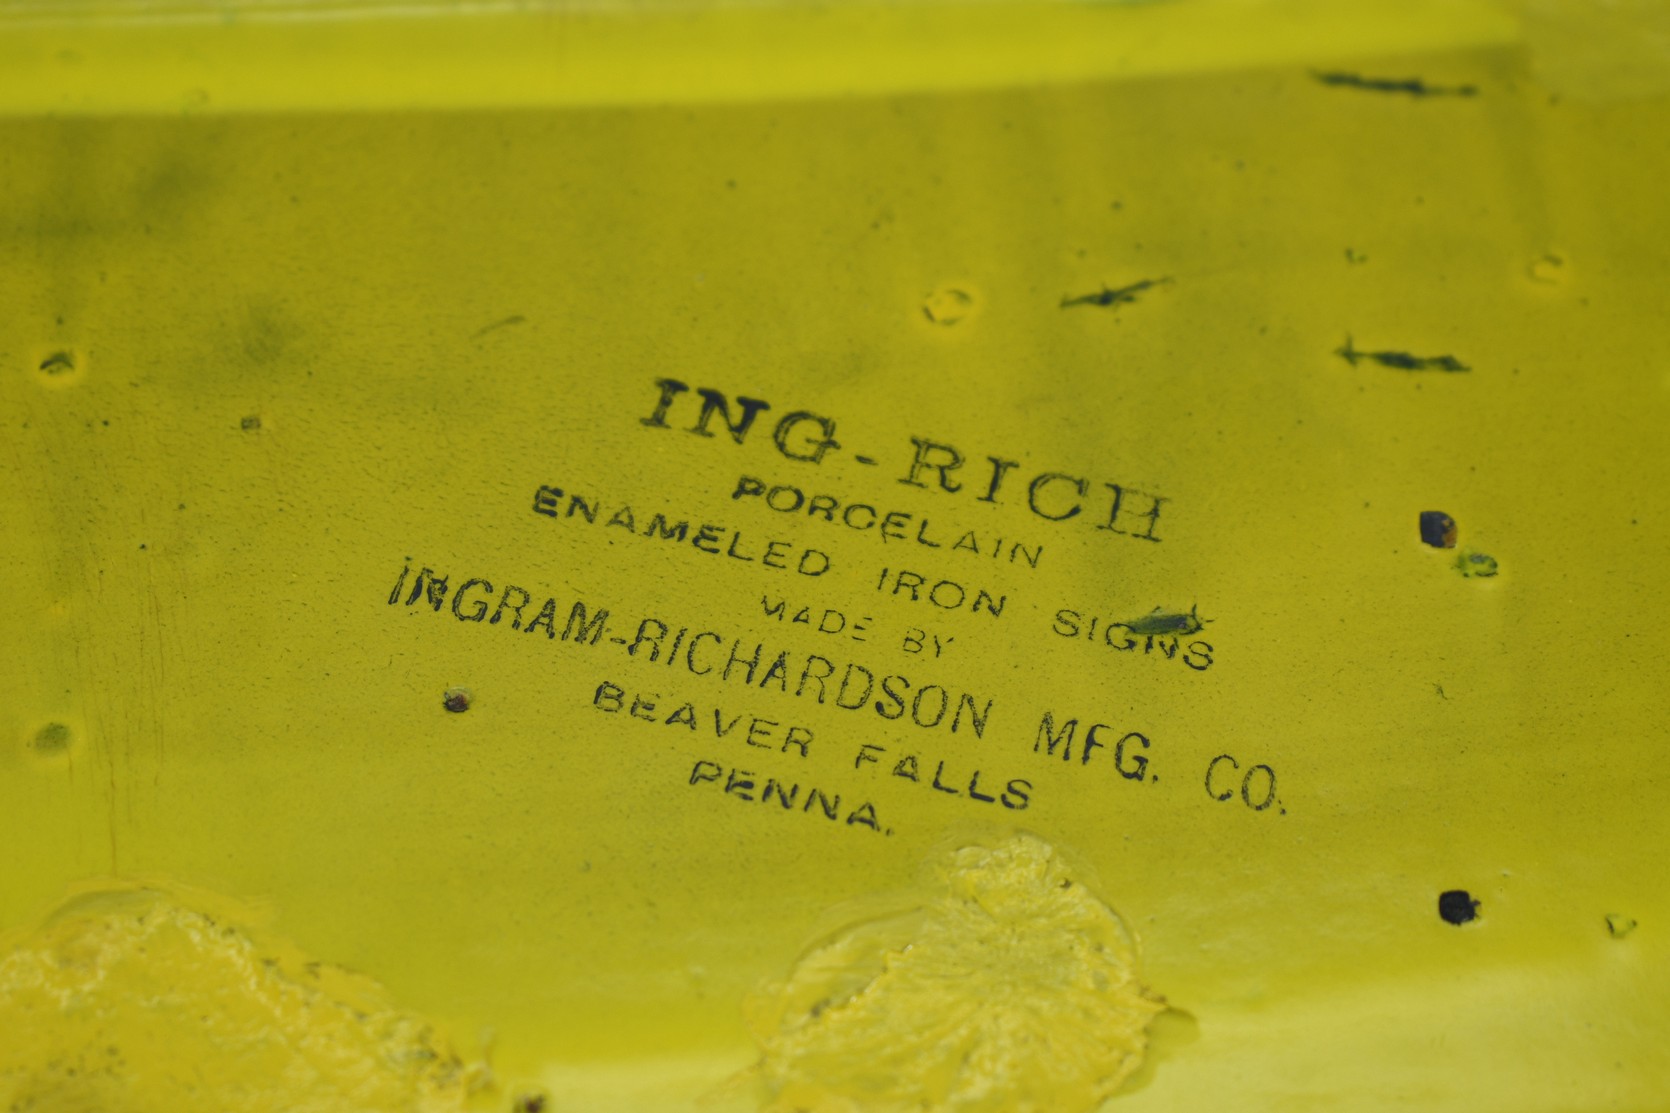 ING-RICH
PORCELAIN
ENAMELED IRON SIGNS
MADE BY
INGRAM-RICHARDSON MFG. CO.
BEAVER FALLS
PENNA.